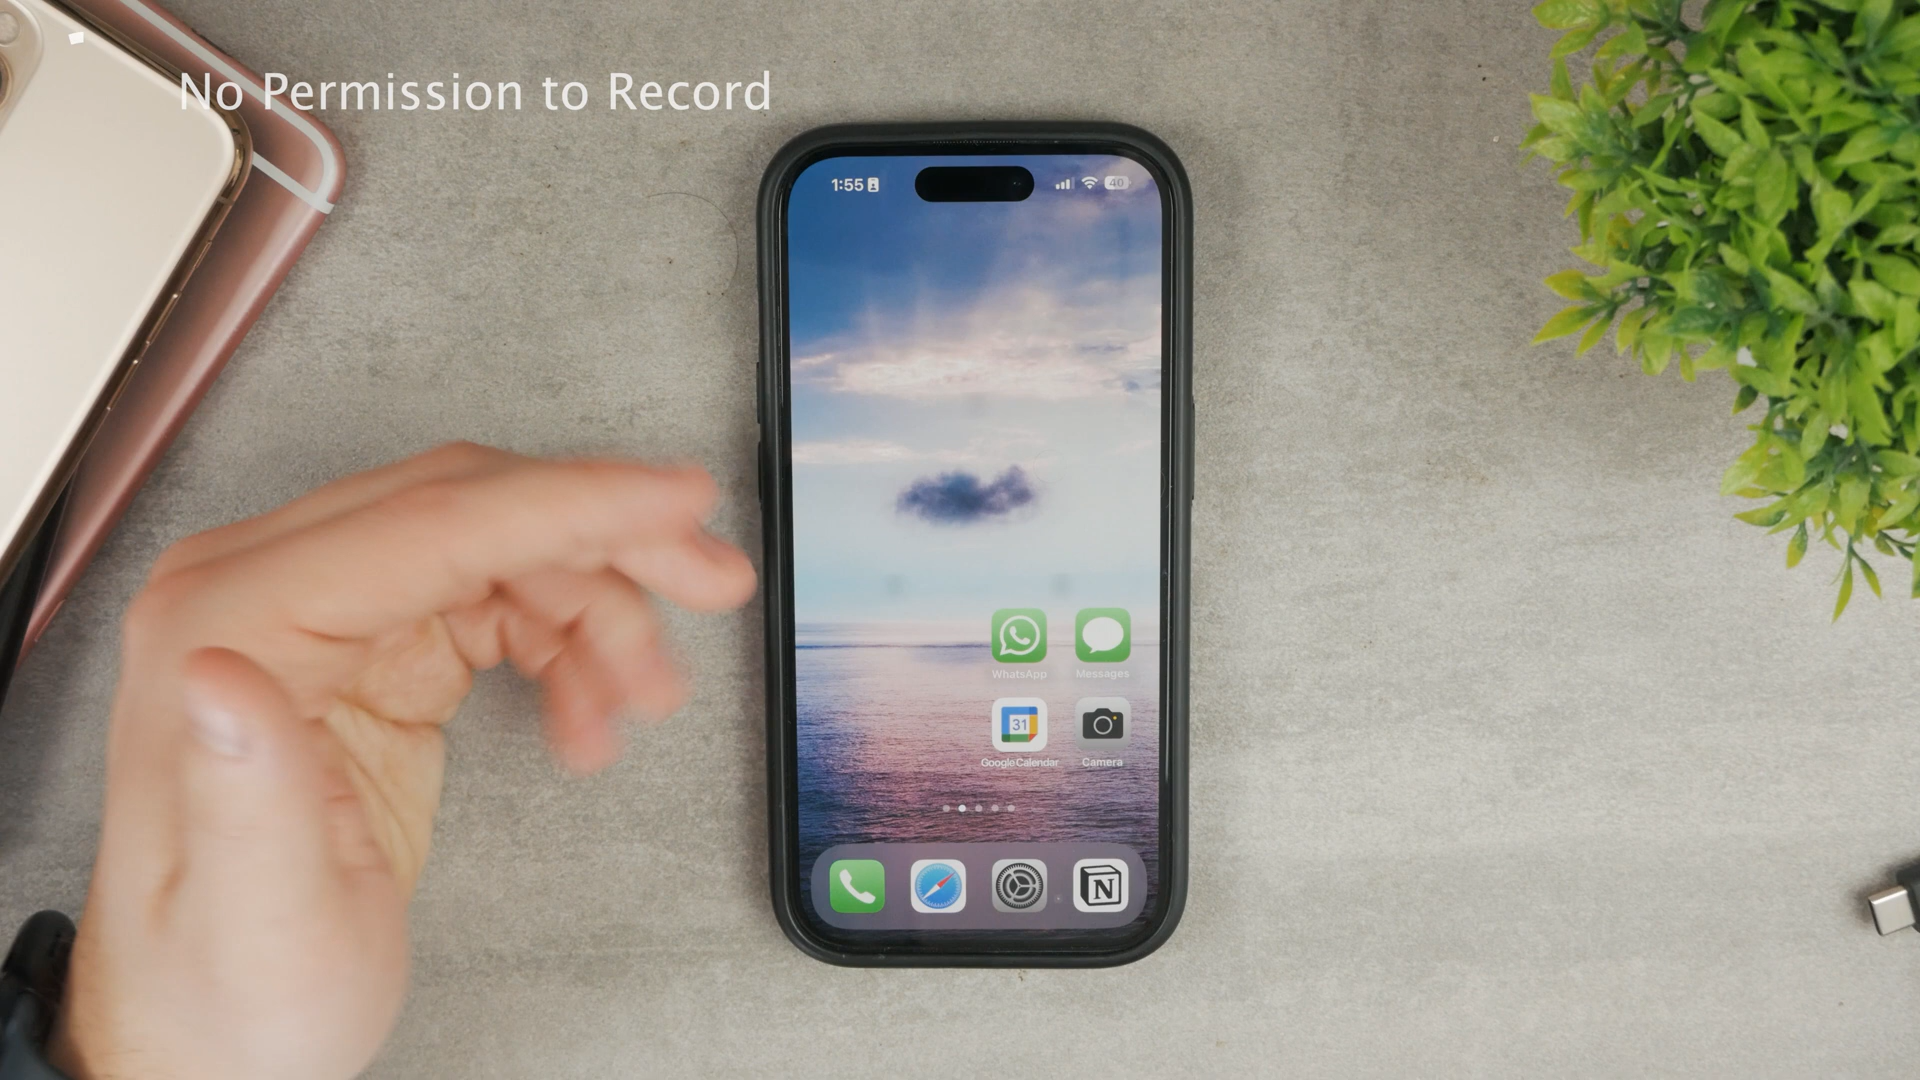 No Permission to Record
1:55
40
WhatsApp
Messages
31
Google Calendar
Camera
N